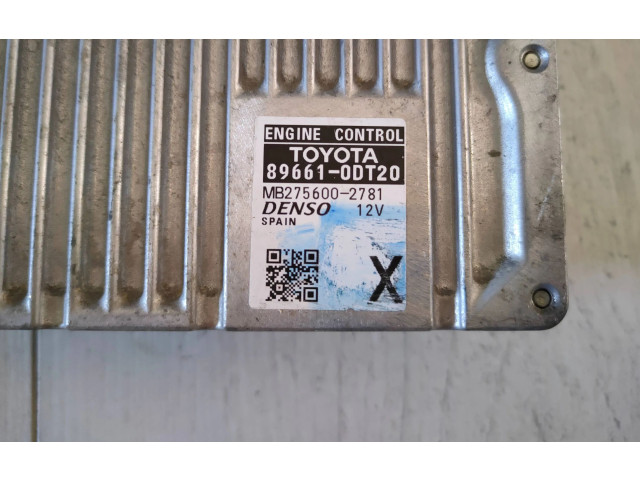 ENGINE CONTROL
TOYOTA
89661-0DT20
MB275600-2781
DENSO 12V
SPAIN
X